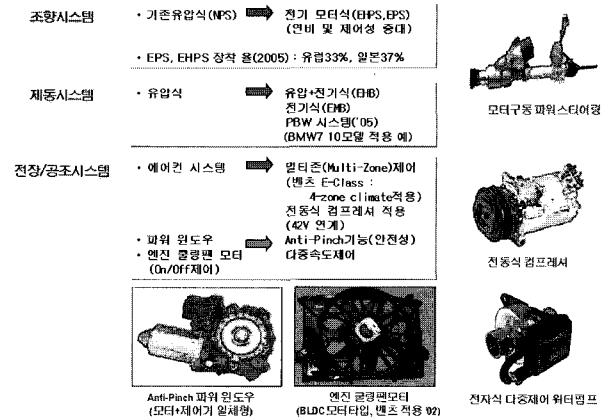 조향시스템
· 기존유압식(NPS) 전기 모터식(EHPS,EPS)
(연비 및 제어성 증대)
· EPS, EHPS 장착 율(2005) : 유럽33%, 일본37%
모터구동 파워스티어링
제동시스템
· 유압식 유압+전기식(EHB)
전기식(EMB)
PBW 시스템('05)
(BMW7 10모델 적용 예)
전장/공조시스템
· 에어컨 시스템 멀티존(Multi-Zone)제어
(벤츠 E-Class :
4-zone climate적용)
전동식 컴프레셔 적용
(42V 연계)
· 파워 윈도우 Anti-Pinch기능(안전성)
· 엔진 쿨링팬 모터 다중속도제어
(On/Off제어)
전동식 컴프레셔
Anti-Pinch 파워 윈도우
(모터+제어기 일체형)
엔진 쿨링팬모터
(BLDC모터타입, 벤츠 적용 '02)
전자식 다중제어 워터펌프